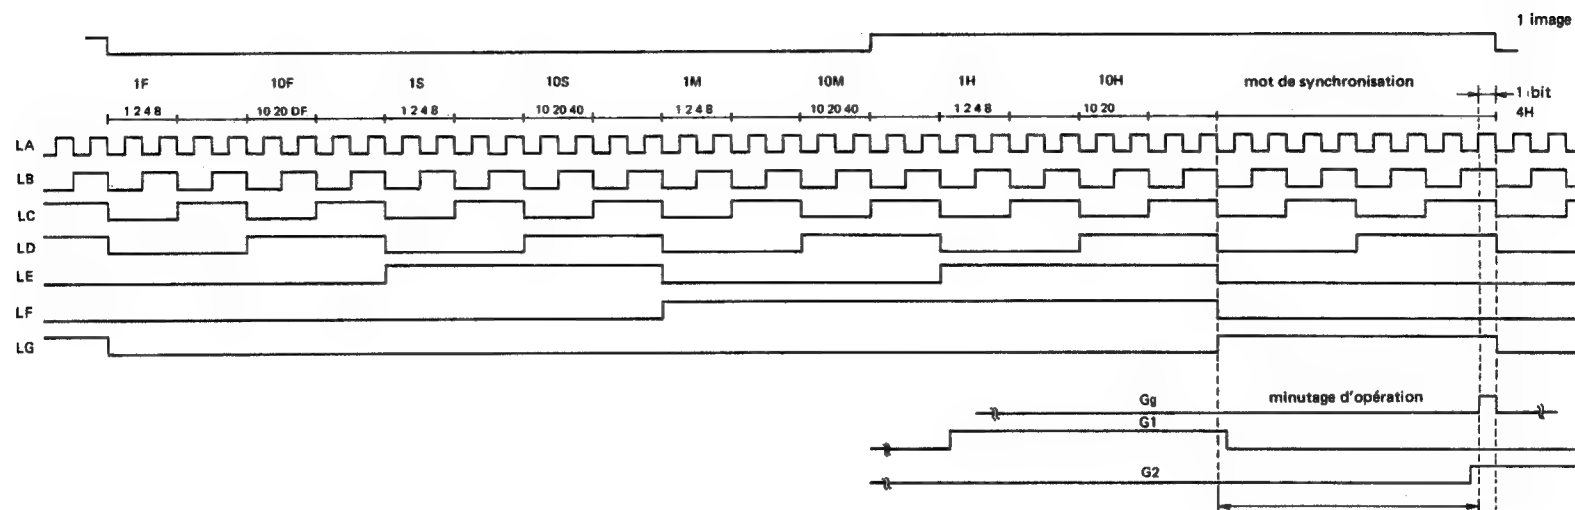 1 image
1F 10F 1S 10S 1M 10M 1H 10H mot de synchronisation
1 bit
1 2 4 8 10 20 DF 1 2 4 8 10 20 40 1 2 4 8 10 20 40 1 2 4 8 10 20 4H
LA
LB
LC
LD
LE
LF
LG
Gg minutage d'opération
G1
G2